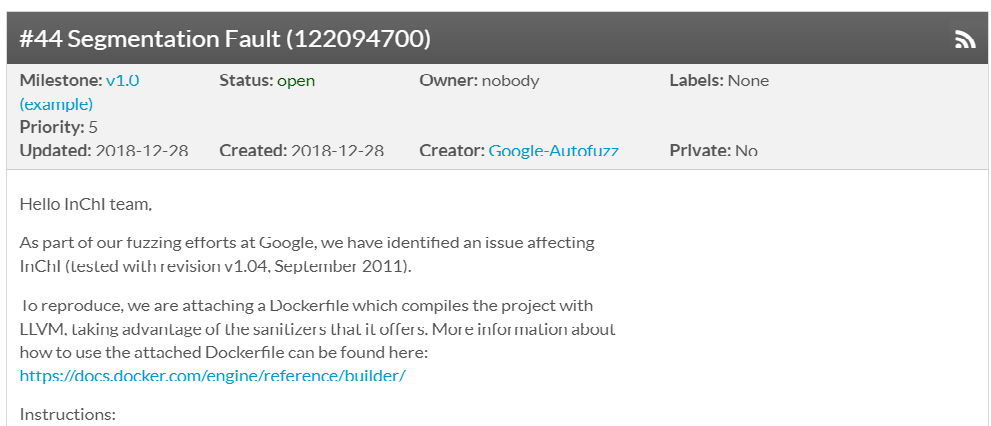 #44 Segmentation Fault (122094700)
Milestone: v1.0 (example)
Status: open
Owner: nobody
Labels: None
Priority: 5
Updated: 2018-12-28
Created: 2018-12-28
Creator: Google-Autofuzz
Private: No
Hello InChI team,
As part of our fuzzing efforts at Google, we have identified an issue affecting
InChI (tested with revision v1.04, September 2011).
To reproduce, we are attaching a Dockerfile which compiles the project with
LLVM, taking advantage of the sanitizers that it offers. More information about
how to use the attached Dockerfile can be found here:
https://docs.docker.com/engine/reference/builder/
Instructions: